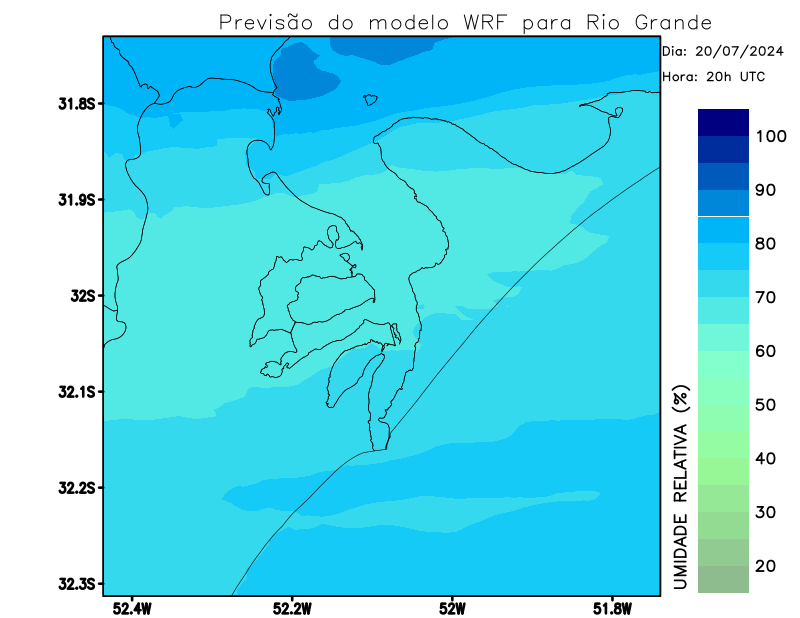 Previsão do modelo WRF para Rio Grande
Dia: 20/07/2024
Hora: 20h UTC
31.8S
31.9S
32S
32.1S
32.2S
32.3S
52.4W
52.2W
52W
51.8W
UMIDADE RELATIVA (%)
100
90
80
70
60
50
40
30
20